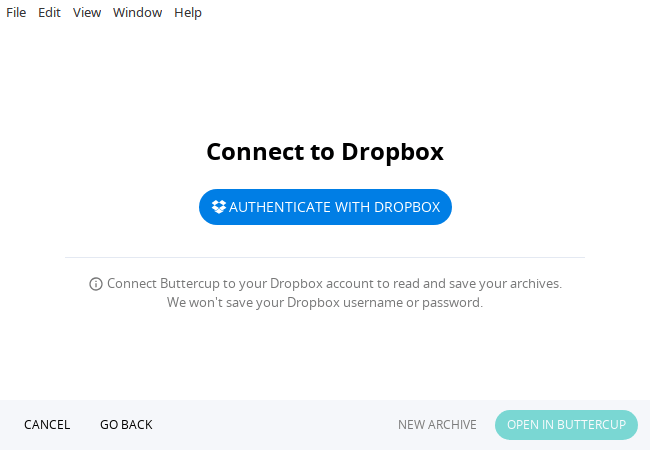 File Edit View Window Help
Connect to Dropbox
AUTHENTICATE WITH DROPBOX
Connect Buttercup to your Dropbox account to read and save your archives.
We won't save your Dropbox username or password.
CANCEL GO BACK NEW ARCHIVE OPEN IN BUTTERCUP